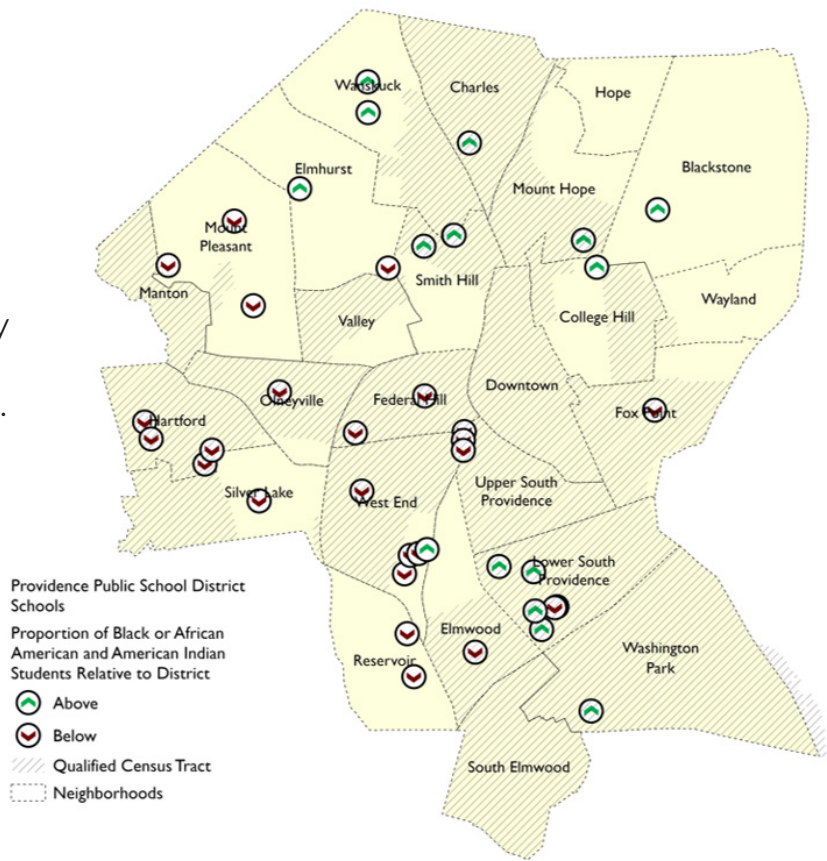 Wanskuck
Charles
Hope
Elmhurst
Blackstone
Mount Hope
Mount
Pleasant
Manton
Smith Hill
Wayland
College Hill
Valley
Downtown
Olneyville
Federal Hill
Fox Point
Hartford
Silver Lake
West End
Upper South
Providence
Lower South
Providence
Elmwood
Reservoir
Washington
Park
South Elmwood
Providence Public School District
Schools
Proportion of Black or African
American and American Indian
Students Relative to District
Above
Below
Qualified Census Tract
Neighborhoods